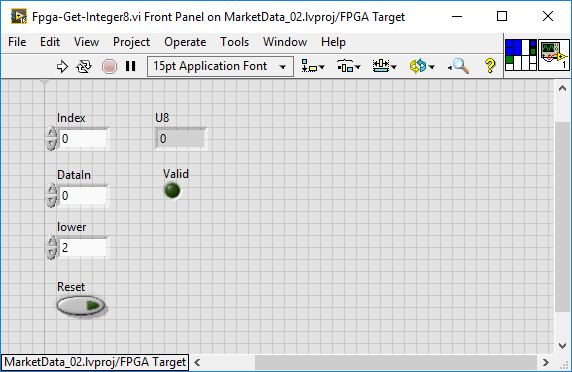 Fpga-Get-Integer8.vi Front Panel on MarketData_02.lvproj/FPGA Target
File Edit View Project Operate Tools Window Help
15pt Application Font
?
1
Index
U8
0
0
DataIn
Valid
0
lower
2
Reset
MarketData_02.lvproj/FPGA Target